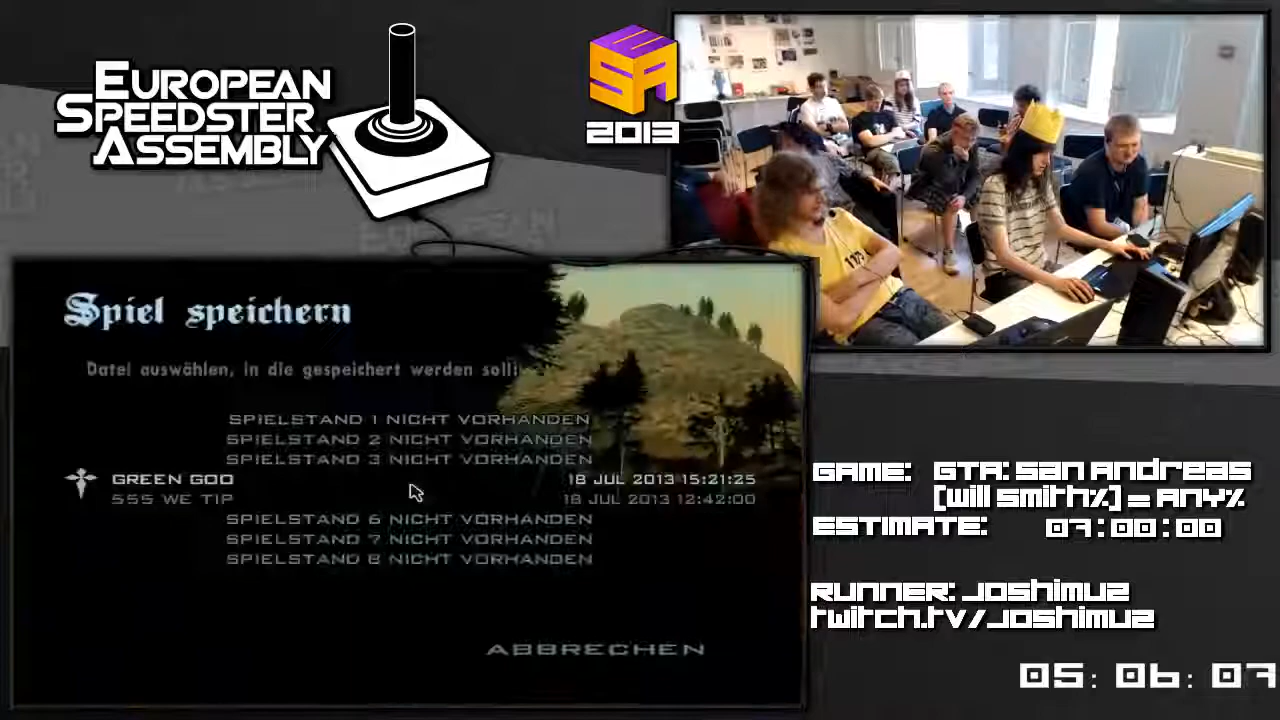 EUROPEAN
SPEEDSTER
ASSEMBLY
ESA
2013
Spiel speichern
Datei auswählen, in die gespeichert werden soll
SPIELSTAND 1 NICHT VORHANDEN
SPIELSTAND 2 NICHT VORHANDEN
SPIELSTAND 3 NICHT VORHANDEN
GREEN GOO 18 JUL 2013 15:21:25
555 WE TIP 18 JUL 2013 12:42:00
SPIELSTAND 6 NICHT VORHANDEN
SPIELSTAND 7 NICHT VORHANDEN
SPIELSTAND 8 NICHT VORHANDEN
ABBRECHEN
GAME: GTA: SAN ANDREAS
[WILL SMITH%] = ANY%
ESTIMATE: 07:00:00
RUNNER: JOSHIMUZ
TWITCH.TV/JOSHIMUZ
05:06:07